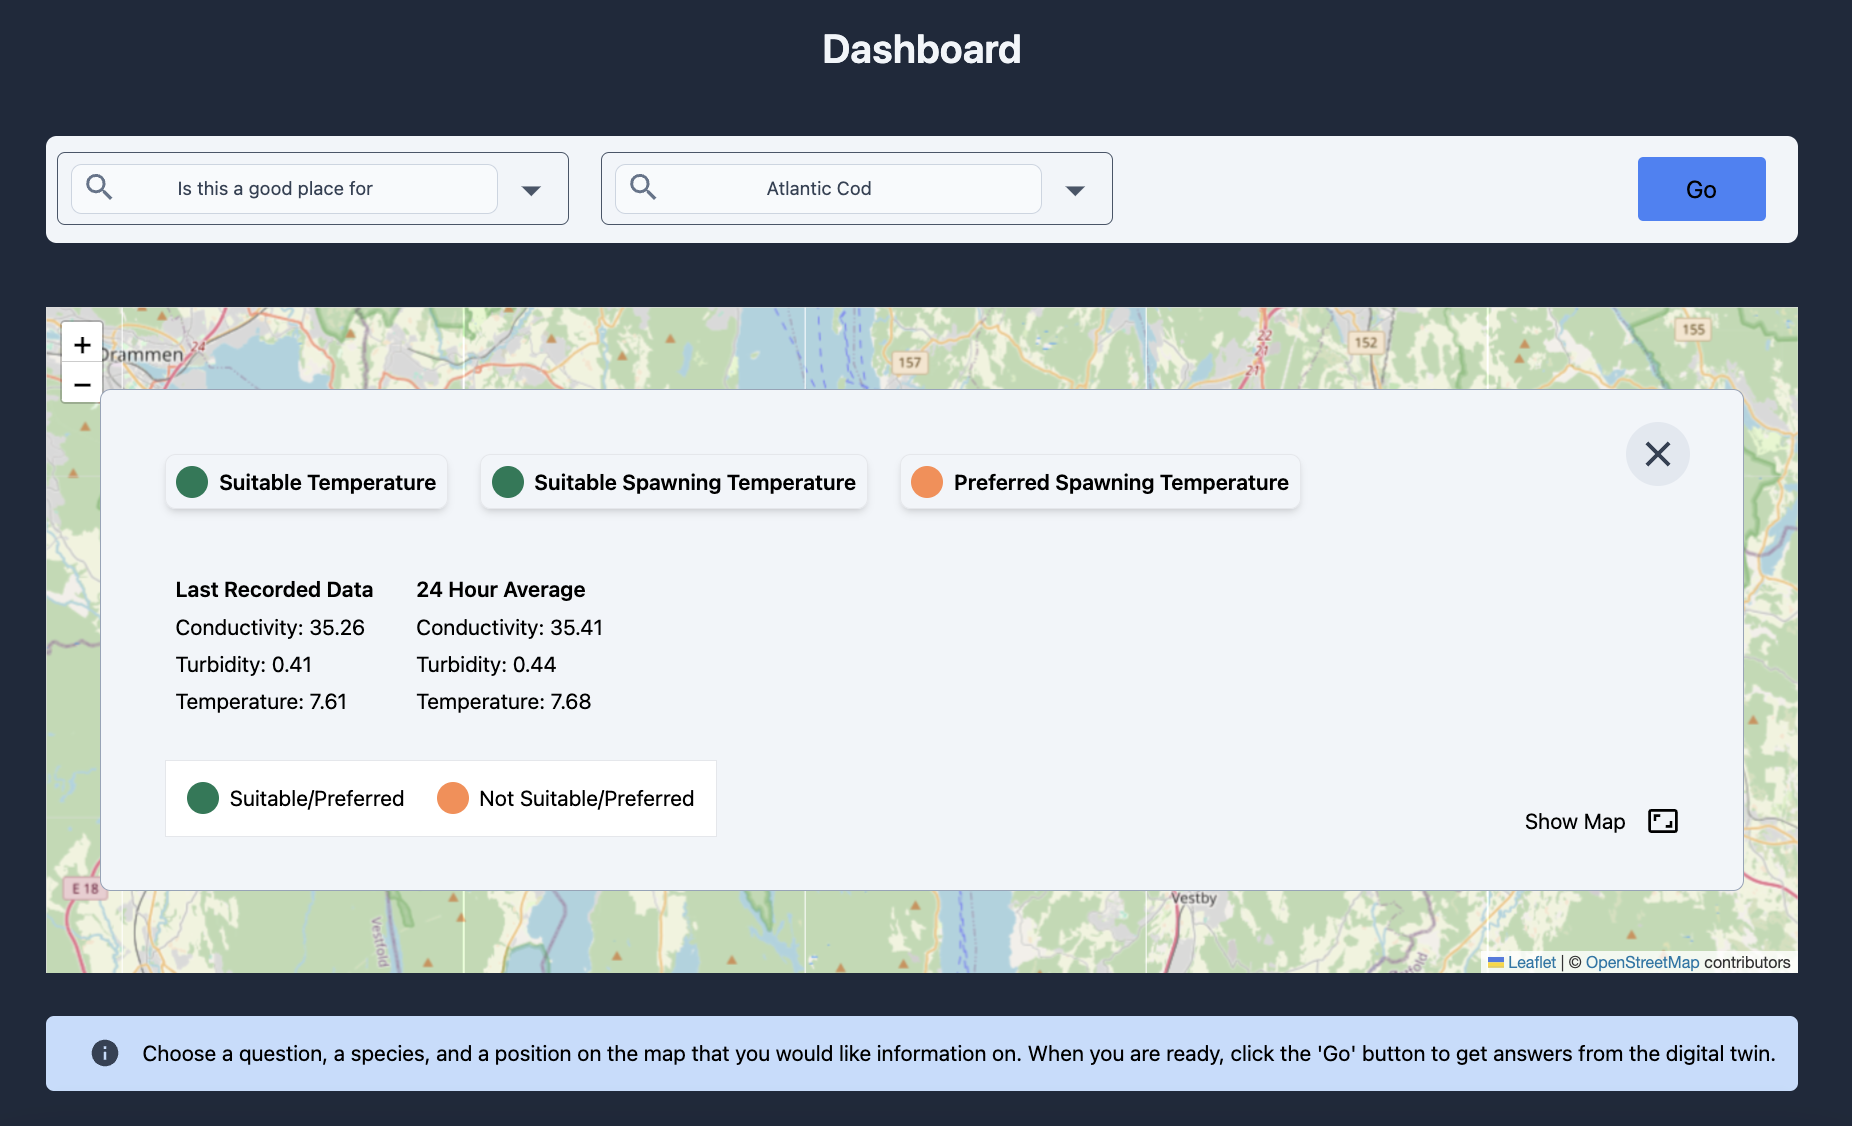 Dashboard
Is this a good place for
Atlantic Cod
Go
+
−
Drammen
24
157
22
21
21
152
155
Suitable Temperature
Suitable Spawning Temperature
Preferred Spawning Temperature
Last Recorded Data
24 Hour Average
Conductivity: 35.26
Conductivity: 35.41
Turbidity: 0.41
Turbidity: 0.44
Temperature: 7.61
Temperature: 7.68
Suitable/Preferred
Not Suitable/Preferred
Show Map
E 18
Vestfold
Vestby
Leaflet | © OpenStreetMap contributors
Choose a question, a species, and a position on the map that you would like information on. When you are ready, click the 'Go' button to get answers from the digital twin.